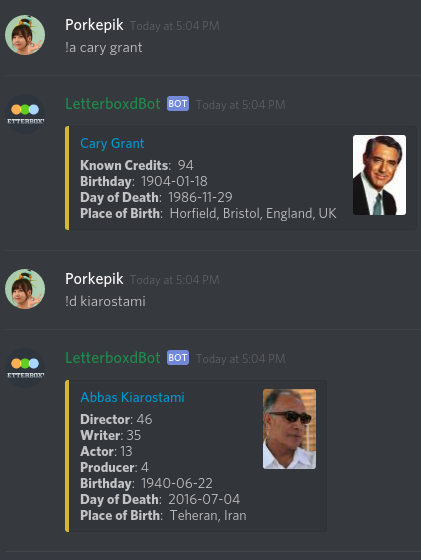 Porkepik Today at 5:04 PM
!a cary grant
LetterboxdBot BOT Today at 5:04 PM
Cary Grant
Known Credits: 94
Birthday: 1904-01-18
Day of Death: 1986-11-29
Place of Birth: Horfield, Bristol, England, UK
Porkepik Today at 5:04 PM
!d kiarostami
LetterboxdBot BOT Today at 5:04 PM
Abbas Kiarostami
Director: 46
Writer: 35
Actor: 13
Producer: 4
Birthday: 1940-06-22
Day of Death: 2016-07-04
Place of Birth: Teheran, Iran